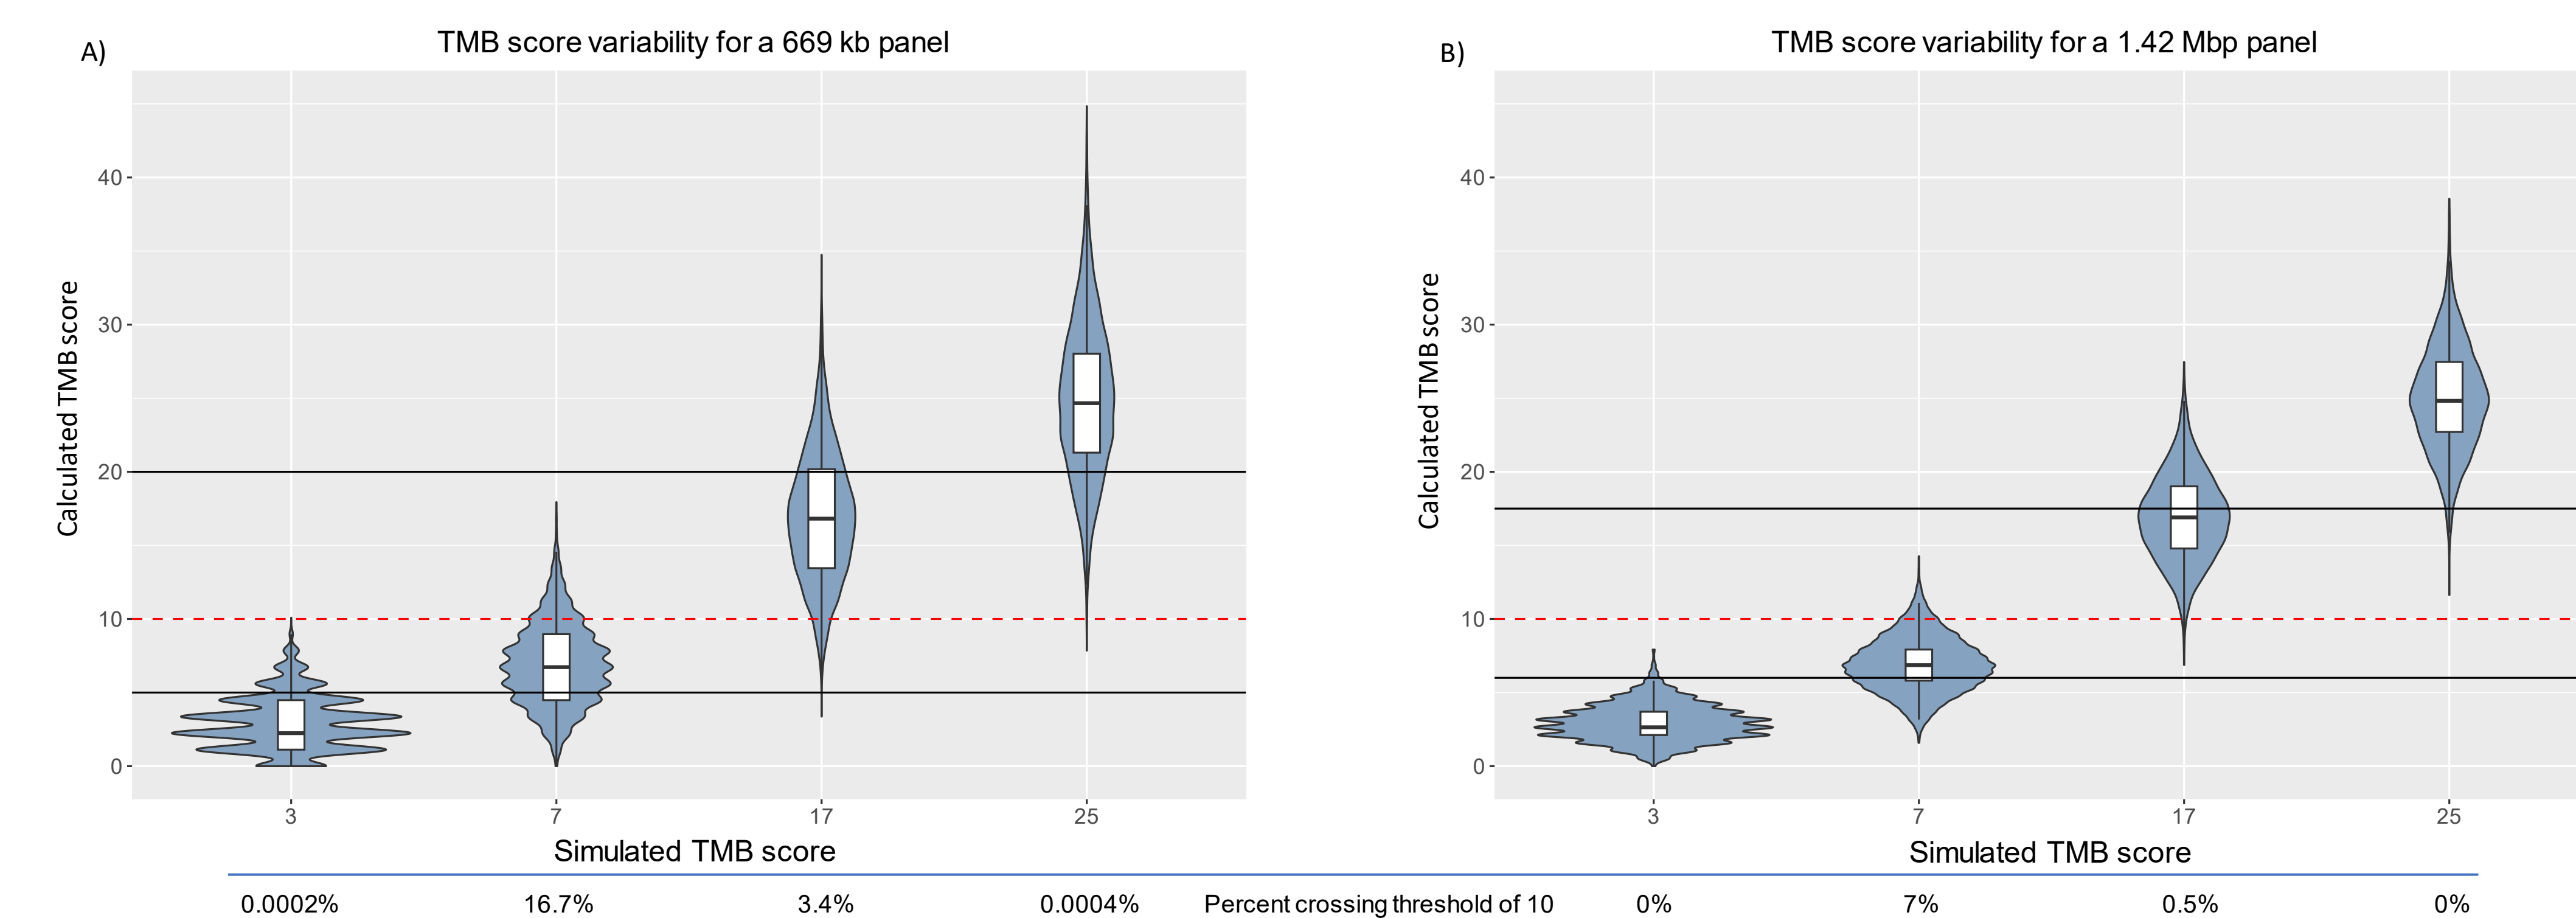 A)
TMB score variability for a 669 kb panel
Calculated TMB score
40
30
20
10
0
3 7 17 25
Simulated TMB score
B)
TMB score variability for a 1.42 Mbp panel
Calculated TMB score
40
30
20
10
0
3 7 17 25
Simulated TMB score
0.0002% 16.7% 3.4% 0.0004% Percent crossing threshold of 10 0% 7% 0.5% 0%